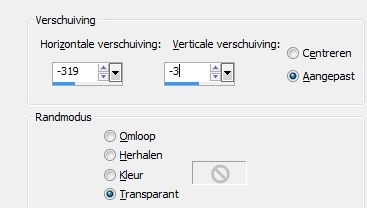 Verschuiving
Horizontale verschuiving: Verticale verschuiving:
-319 -3
Centreren
Aangepast
Randmodus
Omloop
Herhalen
Kleur
Transparant